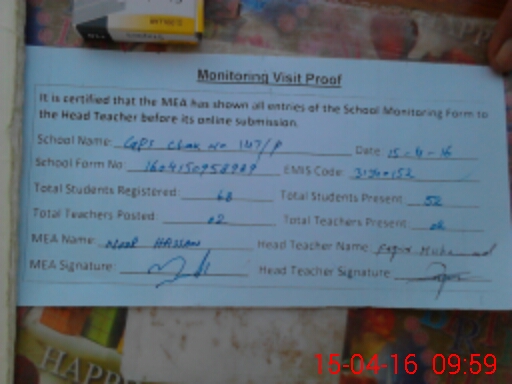 Monitoring Visit Proof
It is certified that the MEA has shown all entries of the School Monitoring Form to
the Head Teacher before its online submission.
School Name: GGPS Chak no 147/P Date: 15-4-16
School Form No: 1604150958989 EMIS Code:
Total Students Registered: 68 Total Students Present: 52
Total Teachers Posted: 02 Total Teachers Present: 02
MEA Name: HASSAN Head Teacher Name:
MEA Signature: Head Teacher Signature:
HAPP
15-04-16 09:59